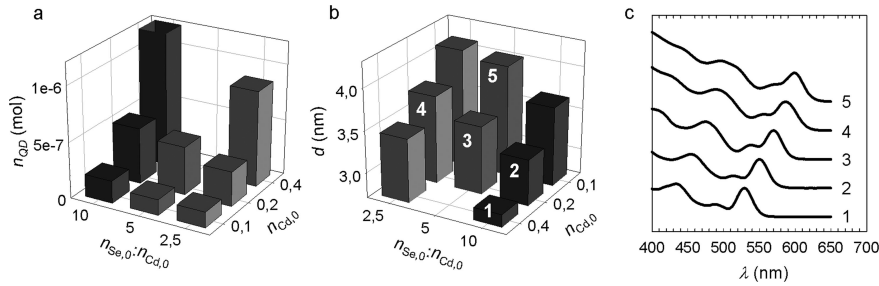 a
1e-6
5e-7
0
n_QD (mol)
10
5
2,5
n_Se,0:n_Cd,0
0,1
0,2
0,4
n_Cd,0
b
4,0
3,5
3,0
d (nm)
5
4
3
2
1
2,5
5
10
n_Se,0:n_Cd,0
0,4
0,2
0,1
n_Cd,0
c
5
4
3
2
1
400 450 500 550 600 650 700
λ (nm)